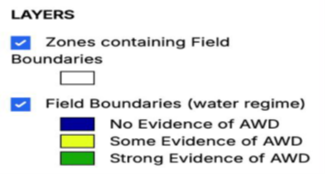 LAYERS
Zones containing Field
Boundaries
Field Boundaries (water regime)
No Evidence of AWD
Some Evidence of AWD
Strong Evidence of AWD